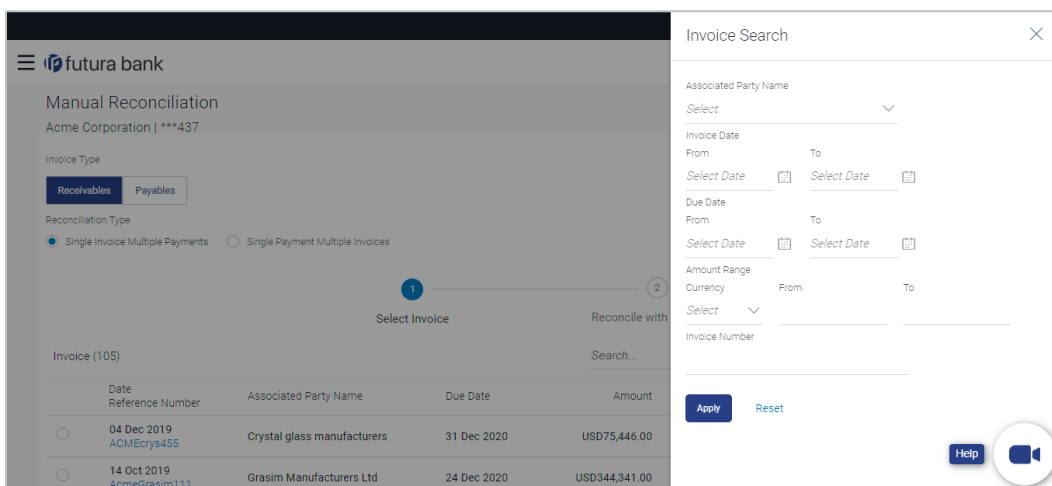 futura bank
Manual Reconciliation
Acme Corporation | ***437
Invoice Type
Receivables Payables
Reconciliation Type
Single Invoice Multiple Payments Single Payment Multiple Invoices
1 2
Select Invoice Reconcile with
Invoice (105) Search...
Date
Reference Number Associated Party Name Due Date Amount
04 Dec 2019
ACMEcrys455 Crystal glass manufacturers 31 Dec 2020 USD75,446.00
14 Oct 2019
AcmeGrasim111 Grasim Manufacturers Ltd 24 Dec 2020 USD344,341.00
Invoice Search
Associated Party Name
Select
Invoice Date
From To
Select Date Select Date
Due Date
From To
Select Date Select Date
Amount Range
Currency From To
Select
Invoice Number
Apply Reset
Help